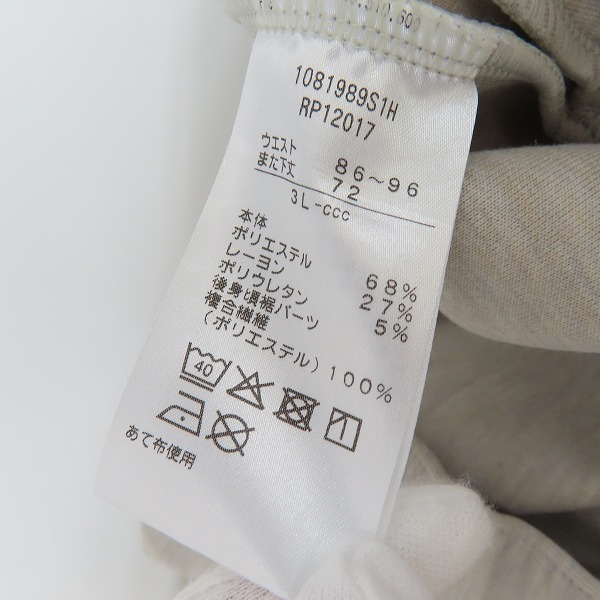 1081989S1H
RP12017
ウエスト 86～96
また下丈 72
3L-ccc
本体
ポリエステル 68%
レーヨン 27%
ポリウレタン 5%
後身頃裾パーツ
複合繊維
(ポリエステル) 100%
40
あて布使用